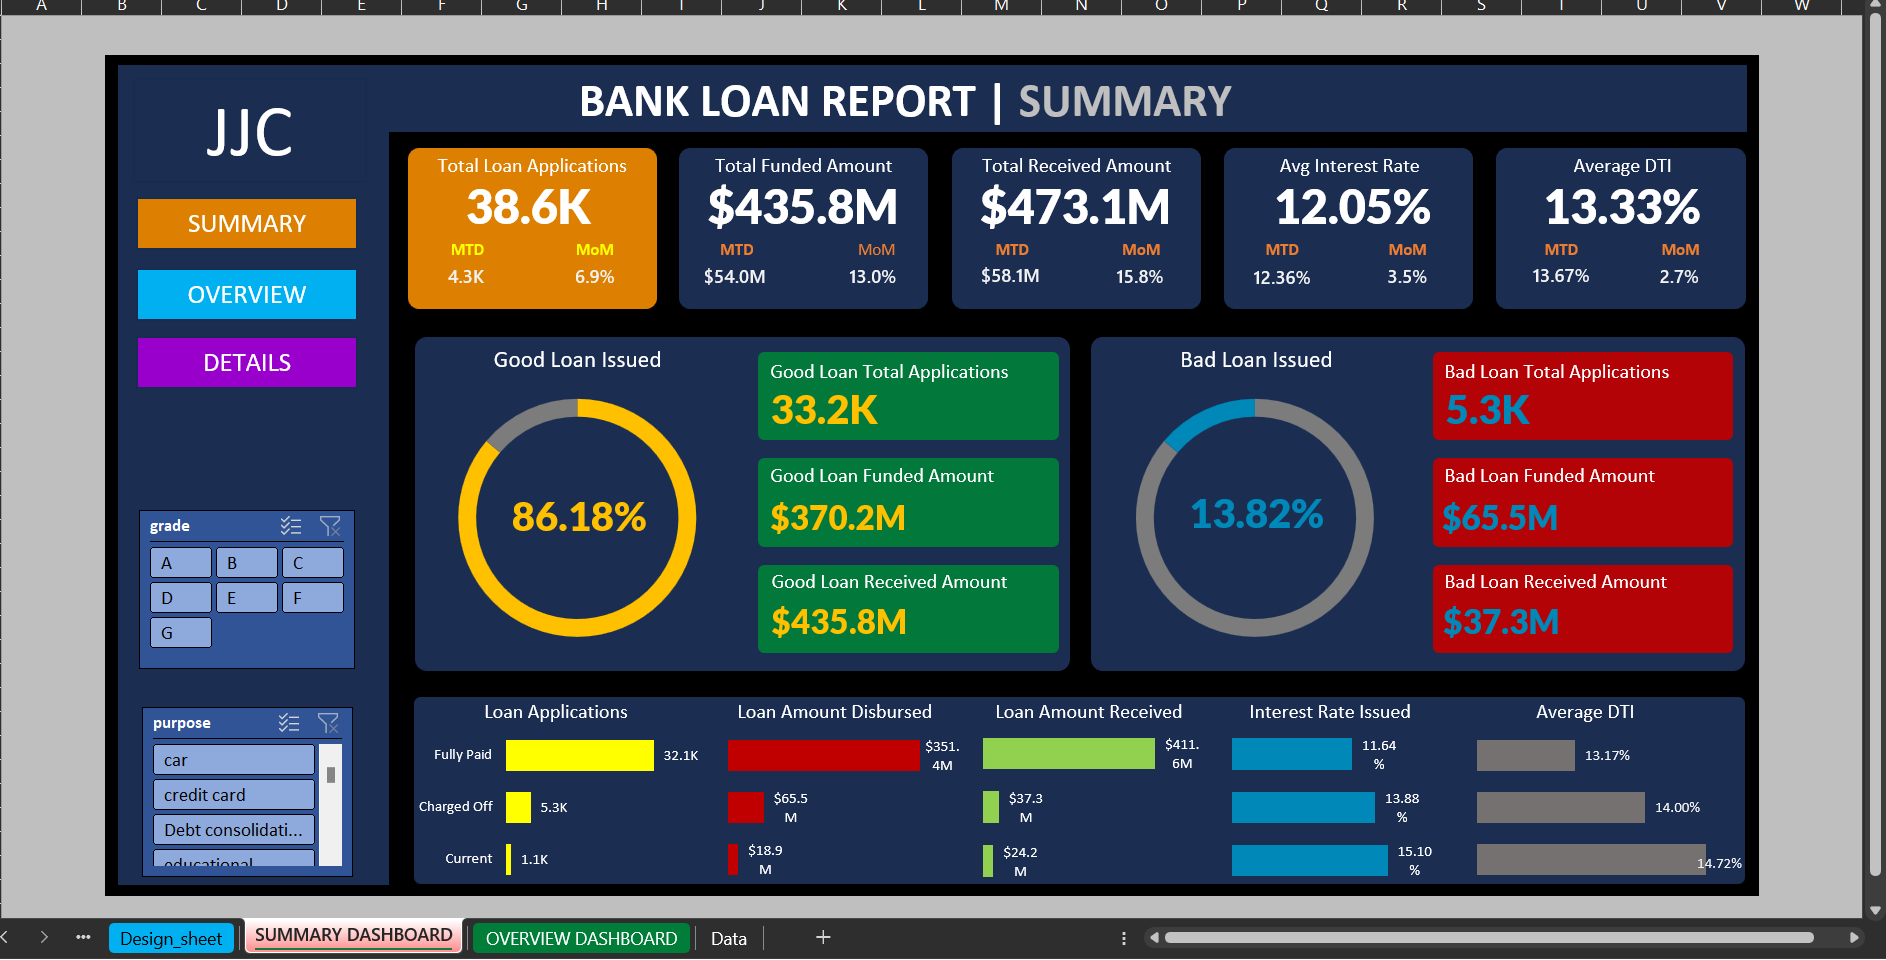 A B C D E F G H I J K L M N O P Q R S T U V W
JJC
BANK LOAN REPORT | SUMMARY
SUMMARY
OVERVIEW
DETAILS
Total Loan Applications
38.6K
MTD MoM
4.3K 6.9%
Total Funded Amount
$435.8M
MTD MoM
$54.0M 13.0%
Total Received Amount
$473.1M
MTD MoM
$58.1M 15.8%
Avg Interest Rate
12.05%
MTD MoM
12.36% 3.5%
Average DTI
13.33%
MTD MoM
13.67% 2.7%
Good Loan Issued
86.18%
Good Loan Total Applications
33.2K
Good Loan Funded Amount
$370.2M
Good Loan Received Amount
$435.8M
Bad Loan Issued
13.82%
Bad Loan Total Applications
5.3K
Bad Loan Funded Amount
$65.5M
Bad Loan Received Amount
$37.3M
grade
A B C
D E F
G
purpose
car
credit card
Debt consolidati...
educational
Loan Applications
Fully Paid 32.1K
Charged Off 5.3K
Current 1.1K
Loan Amount Disbursed
$351.
4M
$65.5
M
$18.9
M
Loan Amount Received
$411.
6M
$37.3
M
$24.2
M
Interest Rate Issued
11.64
%
13.88
%
15.10
%
Average DTI
13.17%
14.00%
14.72%
Design_sheet SUMMARY DASHBOARD OVERVIEW DASHBOARD Data